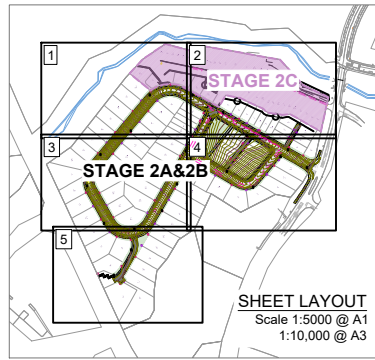 1
2
STAGE 2C
3
4
STAGE 2A&2B
5
SHEET LAYOUT
Scale 1:5000 @ A1
1:10,000 @ A3